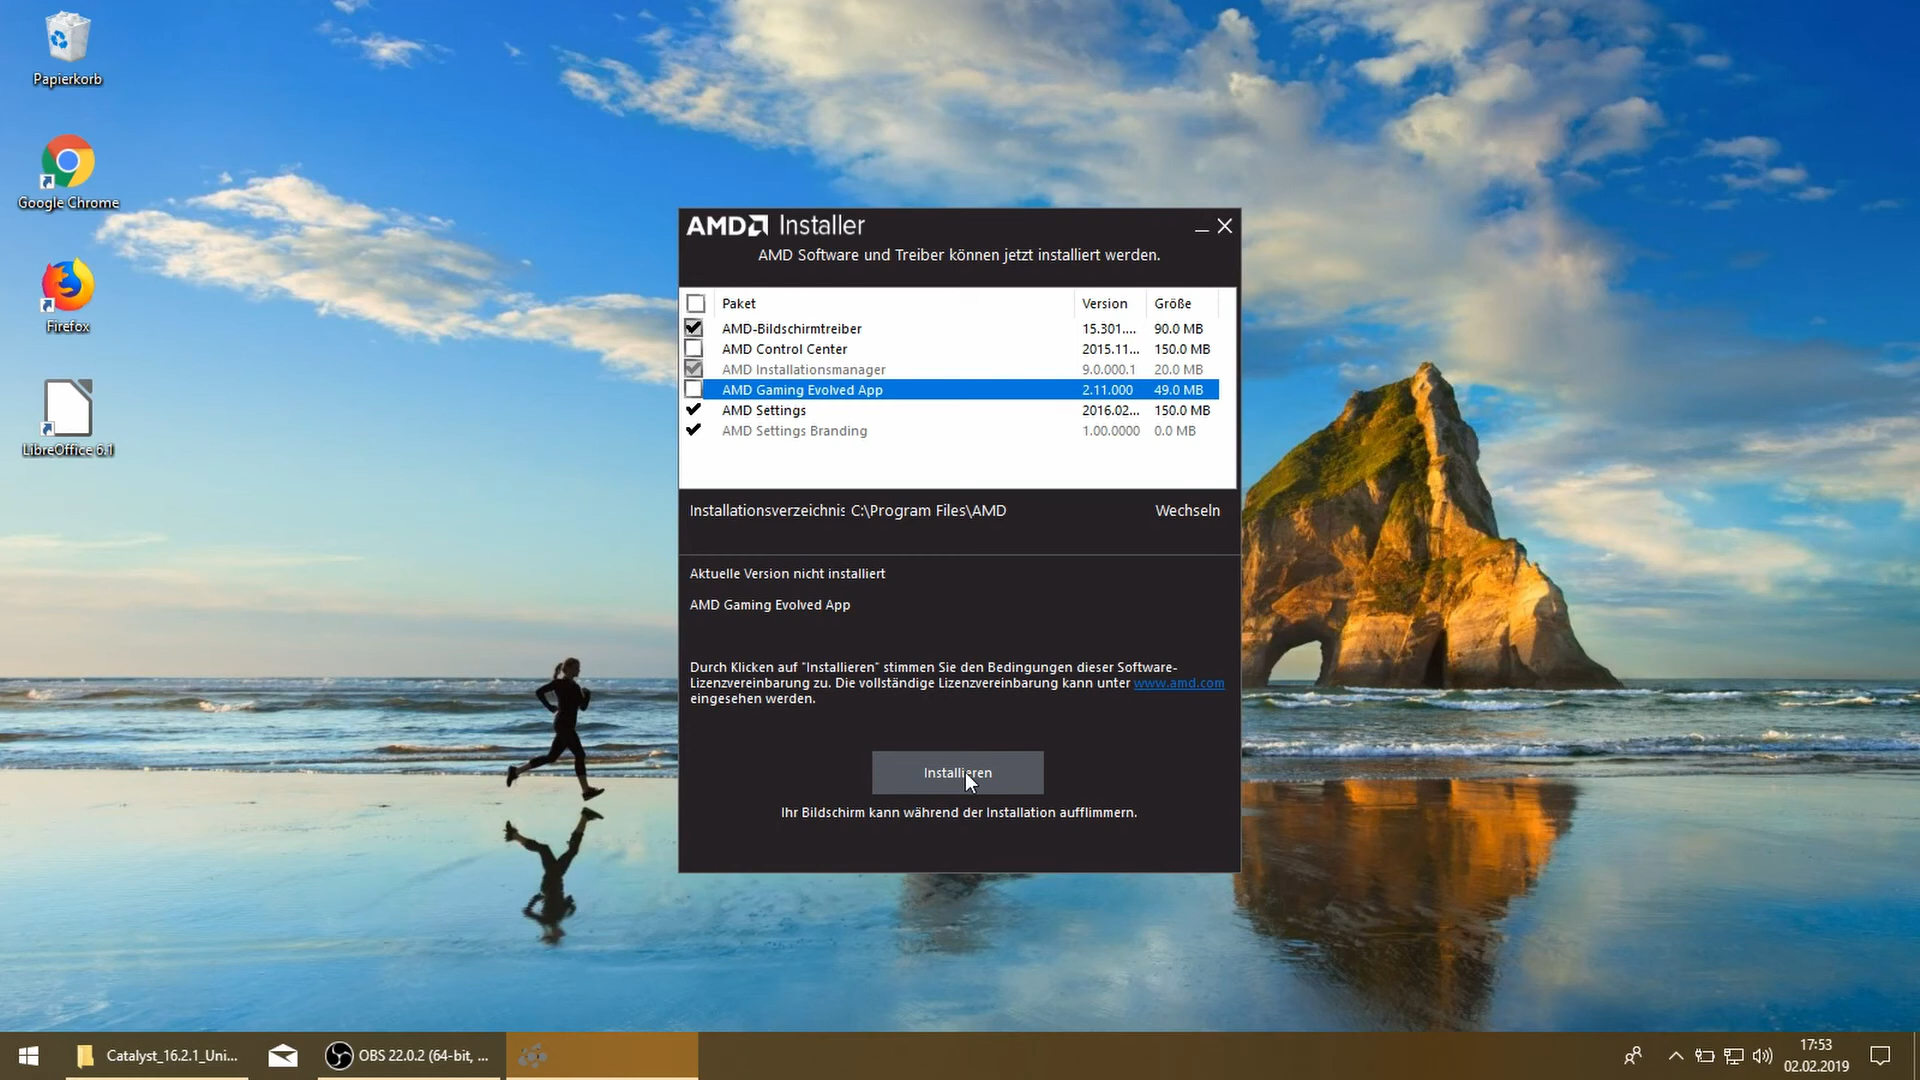 Papierkorb
Google Chrome
Firefox
LibreOffice 6.1
AMD Installer
AMD Software und Treiber können jetzt installiert werden.
Paket Version Größe
AMD-Bildschirmtreiber 15.301.... 90.0 MB
AMD Control Center 2015.11... 150.0 MB
AMD Installationsmanager 9.0.000.1 20.0 MB
AMD Gaming Evolved App 2.11.000 49.0 MB
AMD Settings 2016.02... 150.0 MB
AMD Settings Branding 1.00.0000 0.0 MB
Installationsverzeichnis C:\Program Files\AMD Wechseln
Aktuelle Version nicht installiert
AMD Gaming Evolved App
Durch Klicken auf "Installieren" stimmen Sie den Bedingungen dieser Software-
Lizenzvereinbarung zu. Die vollständige Lizenzvereinbarung kann unter www.amd.com
eingesehen werden.
Installieren
Ihr Bildschirm kann während der Installation aufflimmern.
Catalyst_16.2.1_Uni...
OBS 22.0.2 (64-bit, ...
17:53
02.02.2019